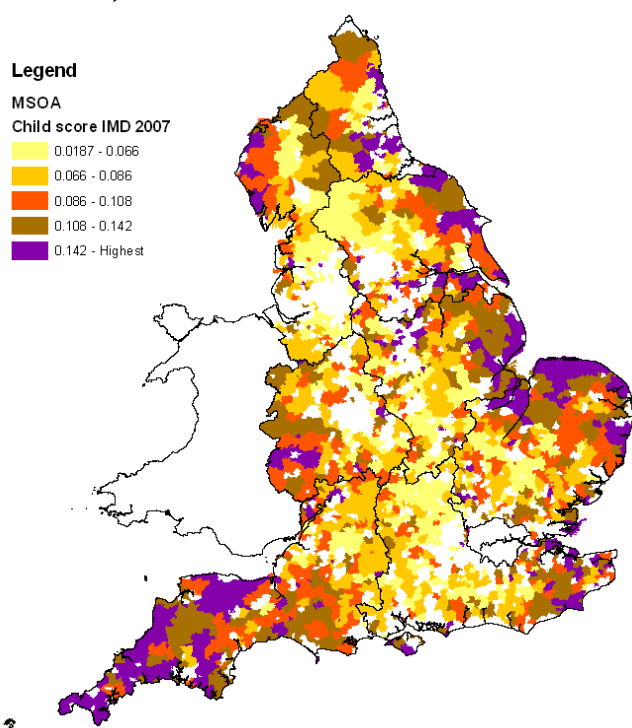 Legend
MSOA
Child score IMD 2007
0.0187 - 0.066
0.066 - 0.086
0.086 - 0.108
0.108 - 0.142
0.142 - Highest